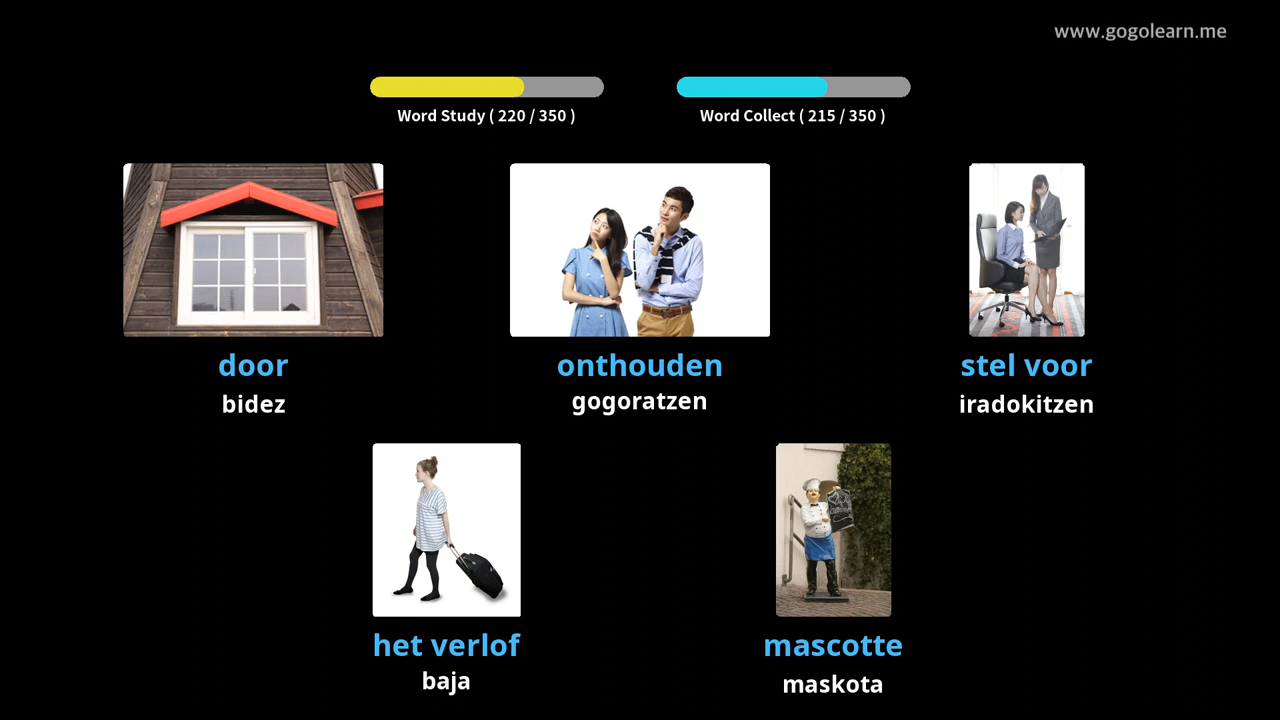 www.gogolearn.me
Word Study ( 220 / 350 )
Word Collect ( 215 / 350 )
door
bidez
onthouden
gogoratzen
stel voor
iradokitzen
het verlof
baja
mascotte
maskota